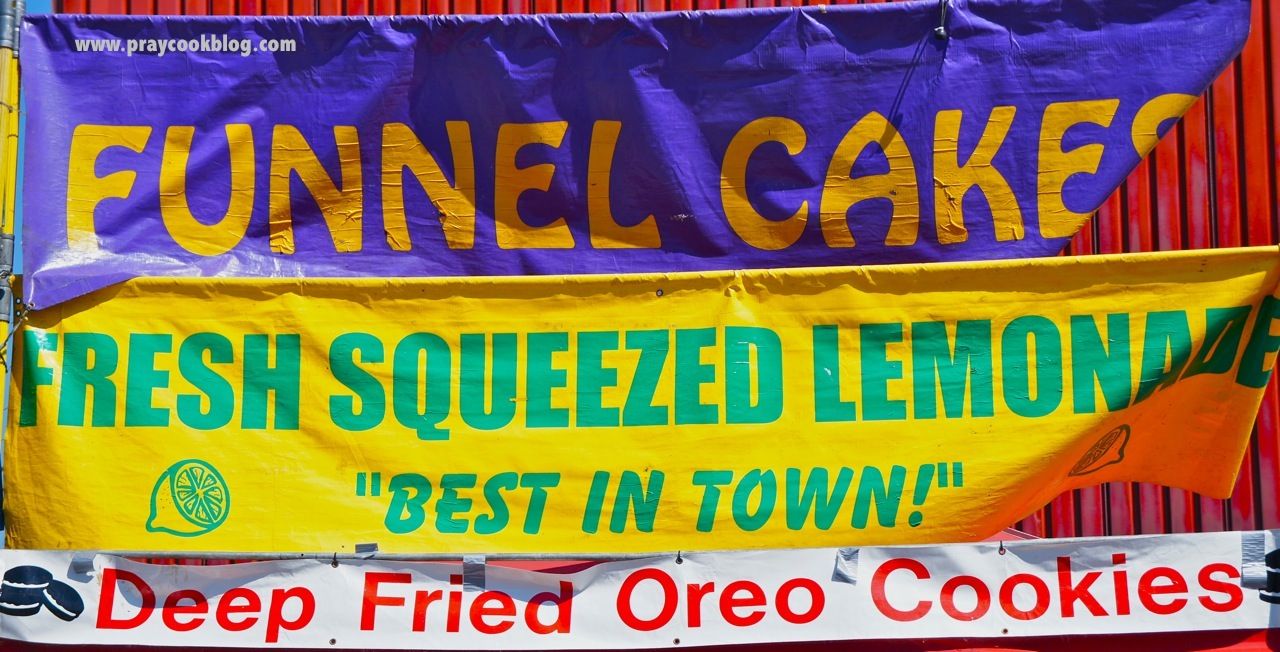 www.praycookblog.com
FUNNEL CAKES
FRESH SQUEEZED LEMONADE
"BEST IN TOWN!"
Deep Fried Oreo Cookies